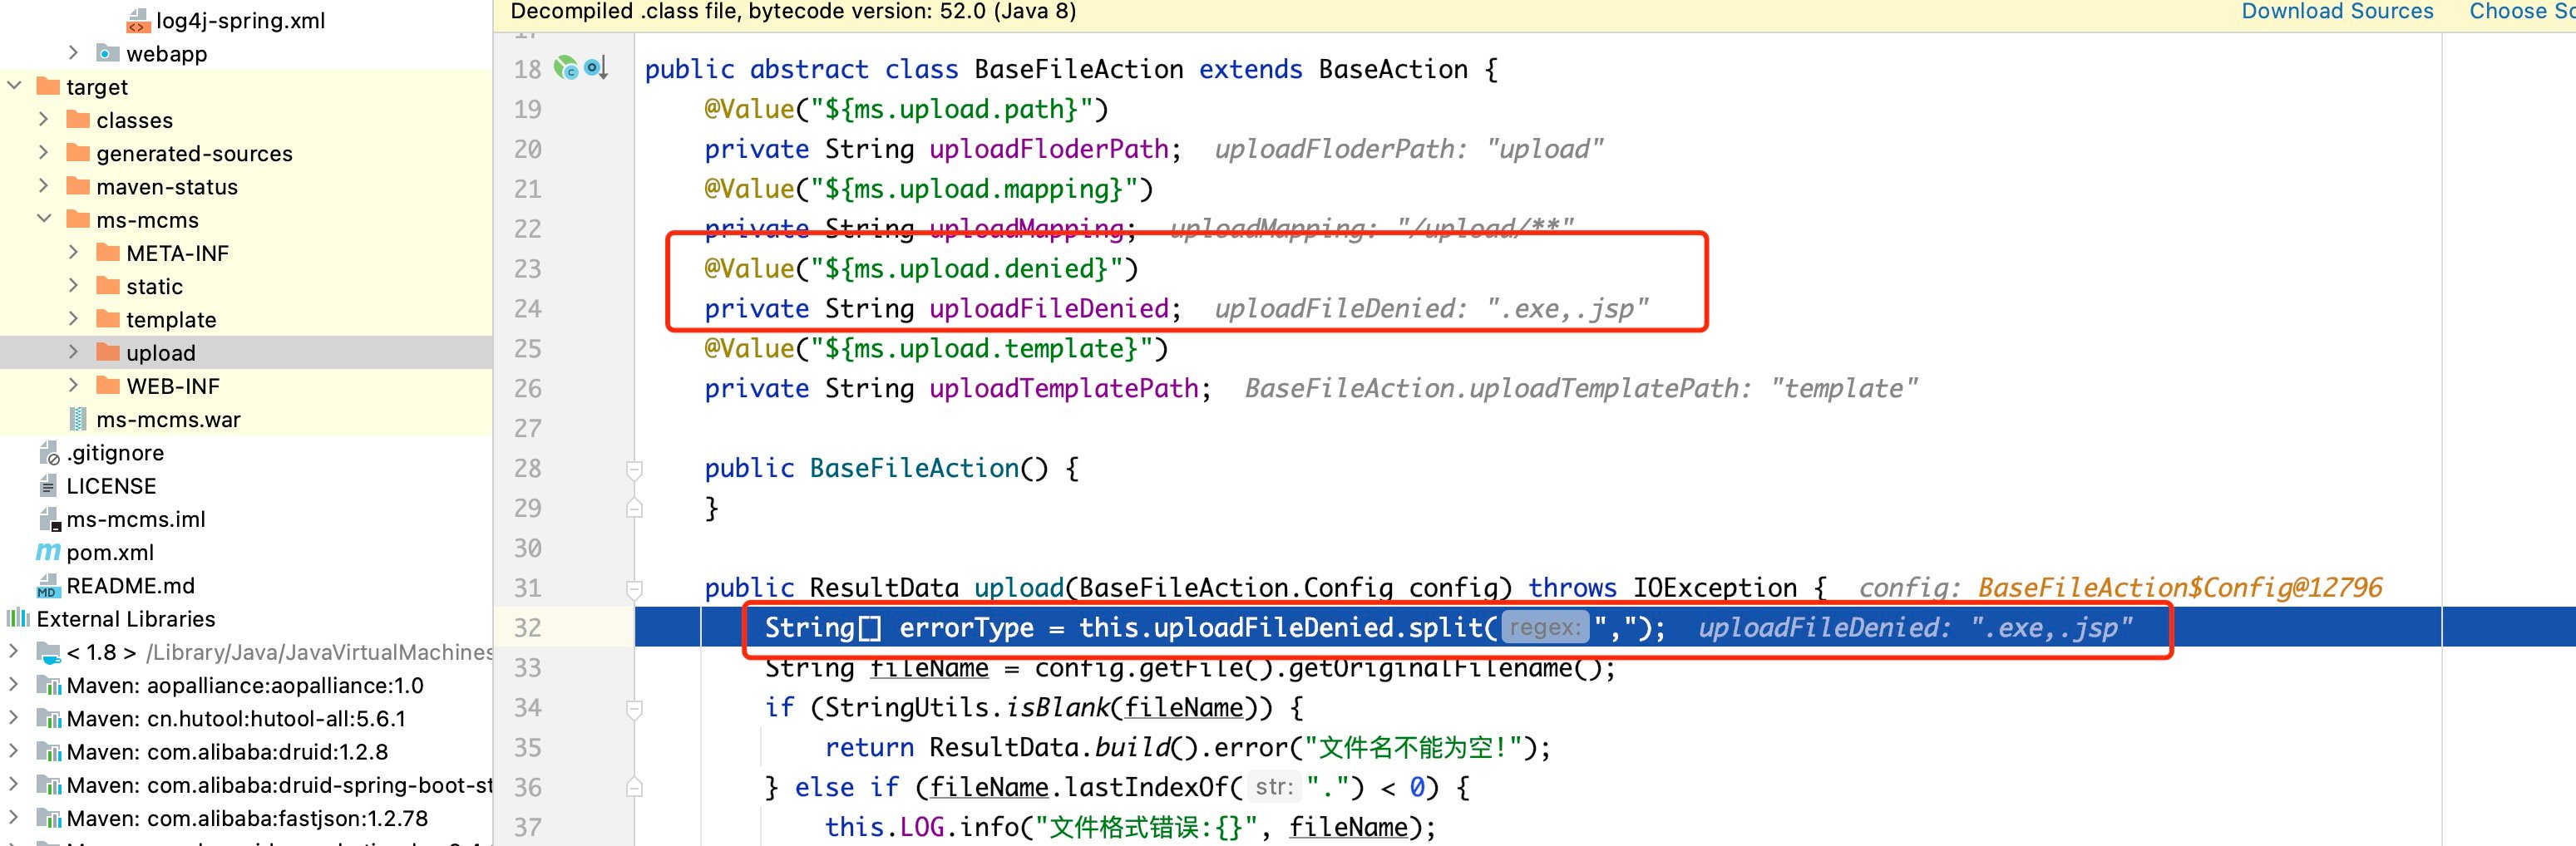 log4j-spring.xml
webapp
target
classes
generated-sources
maven-status
ms-mcms
META-INF
static
template
upload
WEB-INF
ms-mcms.war
.gitignore
LICENSE
ms-mcms.iml
pom.xml
README.md
External Libraries
< 1.8 > /Library/Java/JavaVirtualMachines
Maven: aopalliance:aopalliance:1.0
Maven: cn.hutool:hutool-all:5.6.1
Maven: com.alibaba:druid:1.2.8
Maven: com.alibaba:druid-spring-boot-st
Maven: com.alibaba:fastjson:1.2.78
Decompiled .class file, bytecode version: 52.0 (Java 8) Download Sources Choose So
17
18 public abstract class BaseFileAction extends BaseAction {
19 @Value("${ms.upload.path}")
20 private String uploadFloderPath; uploadFloderPath: "upload"
21 @Value("${ms.upload.mapping}")
22 private String uploadMapping; uploadMapping: "/upload/**"
23 @Value("${ms.upload.denied}")
24 private String uploadFileDenied; uploadFileDenied: ".exe,.jsp"
25 @Value("${ms.upload.template}")
26 private String uploadTemplatePath; BaseFileAction.uploadTemplatePath: "template"
27
28 public BaseFileAction() {
29 }
30
31 public ResultData upload(BaseFileAction.Config config) throws IOException { config: BaseFileAction$Config@12796
32 String[] errorType = this.uploadFileDenied.split( regex: ","); uploadFileDenied: ".exe,.jsp"
33 String fileName = config.getFile().getOriginalFilename();
34 if (StringUtils.isBlank(fileName)) {
35 return ResultData.build().error("文件名不能为空!");
36 } else if (fileName.lastIndexOf( str: ".") < 0) {
37 this.LOG.info("文件格式错误:{}", fileName);